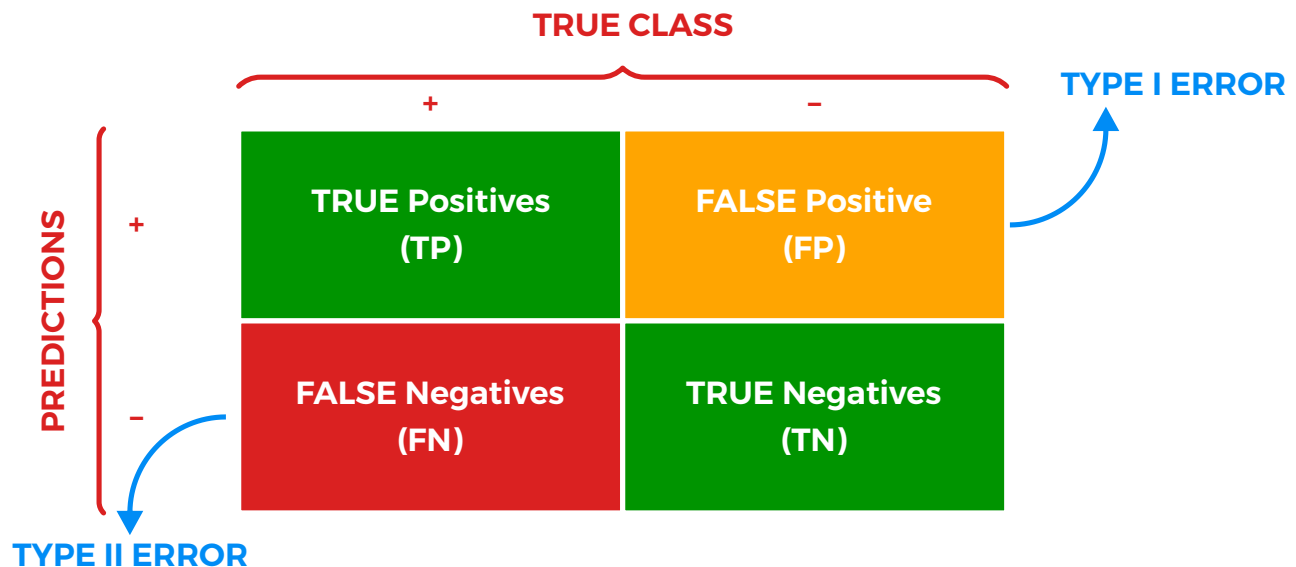 TRUE CLASS
TYPE I ERROR
+
–
TRUE Positives
(TP)
FALSE Positive
(FP)
PREDICTIONS
+
–
FALSE Negatives
(FN)
TRUE Negatives
(TN)
TYPE II ERROR